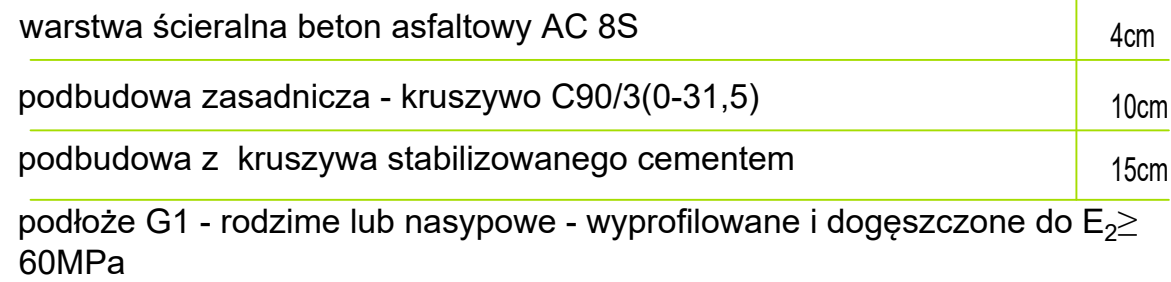 warstwa ścieralna beton asfaltowy AC 8S 4cm
podbudowa zasadnicza - kruszywo C90/3(0-31,5) 10cm
podbudowa z  kruszywa stabilizowanego cementem 15cm
podłoże G1 - rodzime lub nasypowe - wyprofilowane i dogęszczone do E₂≥
60MPa